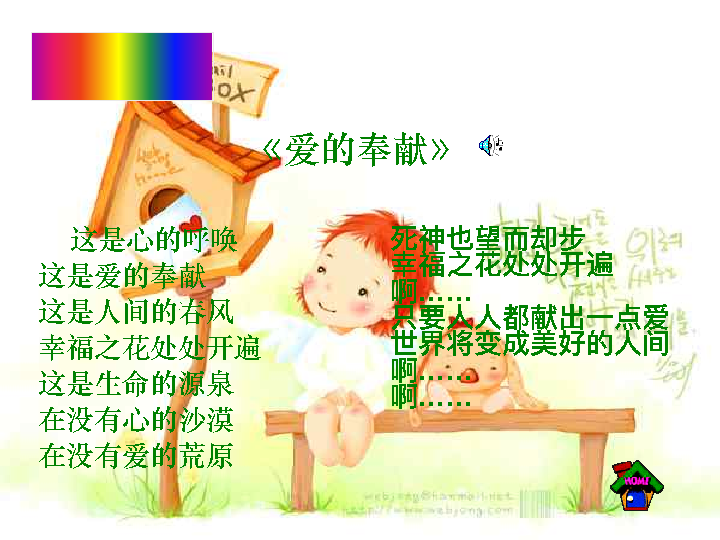 《爱的奉献》
这是心的呼唤
这是爱的奉献
这是人间的春风
幸福之花处处开遍
这是生命的源泉
在没有心的沙漠
在没有爱的荒原
死神也望而却步
幸福之花处处开遍
啊……
只要人人都献出一点爱
世界将变成美好的人间
啊……
啊……
webjong@hanmail.net
http://www.webjong.com